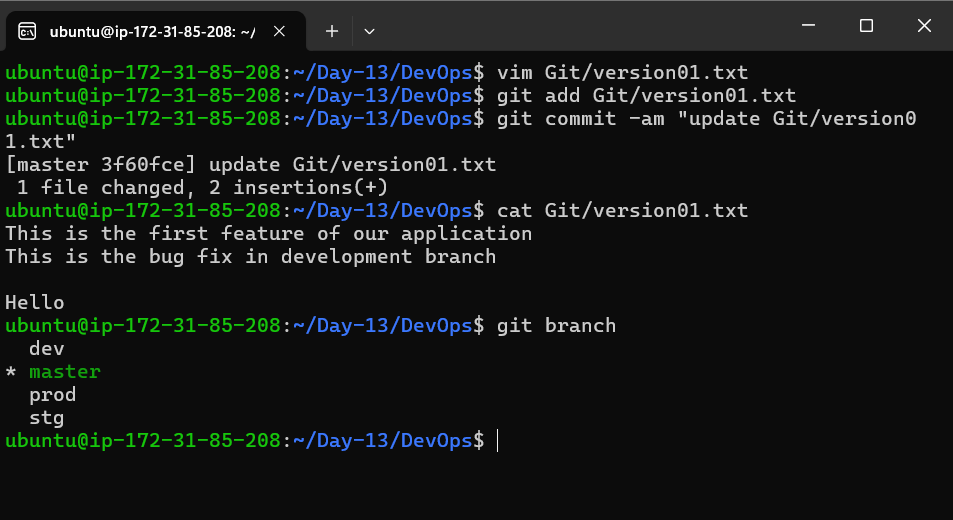 ubuntu@ip-172-31-85-208: ~/
ubuntu@ip-172-31-85-208:~/Day-13/DevOps$ vim Git/version01.txt
ubuntu@ip-172-31-85-208:~/Day-13/DevOps$ git add Git/version01.txt
ubuntu@ip-172-31-85-208:~/Day-13/DevOps$ git commit -am "update Git/version0
1.txt"
[master 3f60fce] update Git/version01.txt
 1 file changed, 2 insertions(+)
ubuntu@ip-172-31-85-208:~/Day-13/DevOps$ cat Git/version01.txt
This is the first feature of our application
This is the bug fix in development branch

Hello
ubuntu@ip-172-31-85-208:~/Day-13/DevOps$ git branch
  dev
* master
  prod
  stg
ubuntu@ip-172-31-85-208:~/Day-13/DevOps$